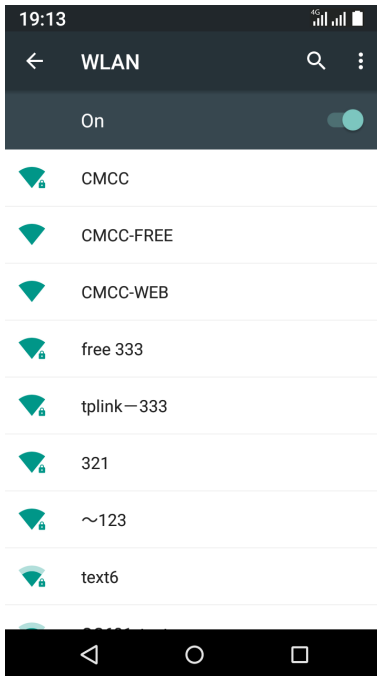 19:13
4G
WLAN
On
CMCC
CMCC-FREE
CMCC-WEB
free 333
tplink－333
321
～123
text6